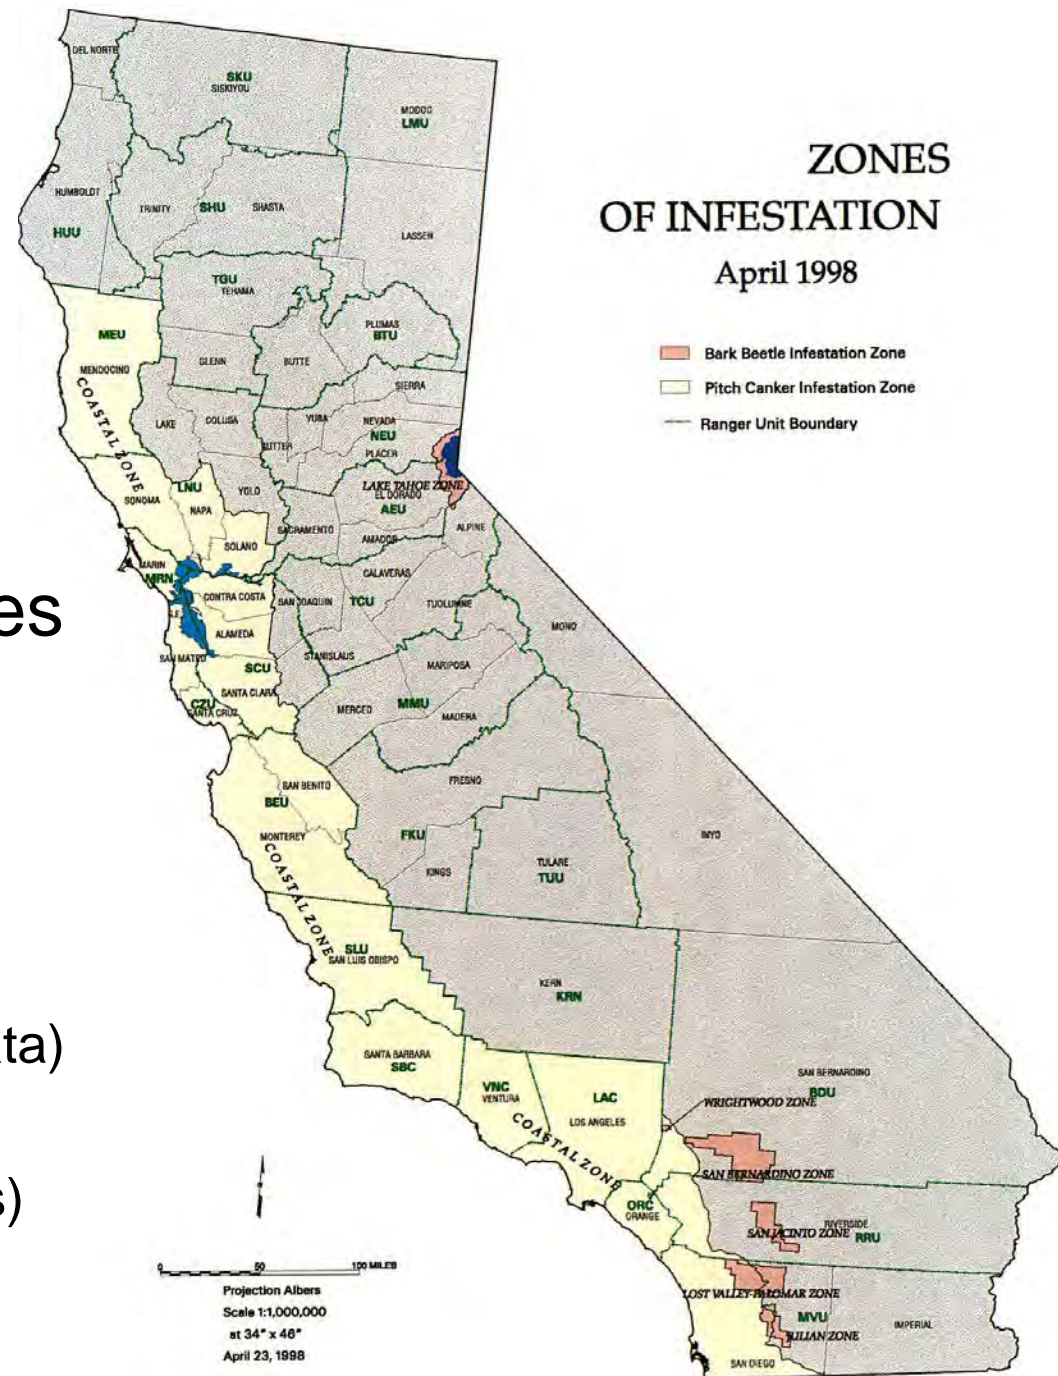 ZONES
OF INFESTATION
April 1998
Bark Beetle Infestation Zone
Pitch Canker Infestation Zone
Ranger Unit Boundary
DEL NORTE
SKU
SISKIYOU
MODOC
LMU
HUMBOLDT
HUU
TRINITY
SHU
SHASTA
LASSEN
TGU
TEHAMA
MEU
MENDOCINO
COASTAL ZONE
GLENN
BUTTE
PLUMAS
BTU
SIERRA
LAKE
COLUSA
YUBA
NEVADA
NEU
PLACER
LAKE TAHOE ZONE
EL DORADO
AEU
AMADOR
ALPINE
SONOMA
LNU
NAPA
YOLO
SOLANO
SACRAMENTO
MARIN
MRN
CONTRA COSTA
SAN JOAQUIN
CALAVERAS
TCU
TUOLUMNE
MONO
es
ALAMEDA
SAN MATEO
SCU
SANTA CLARA
STANISLAUS
MARIPOSA
CZU
SANTA CRUZ
MERCED
MMU
MADERA
SAN BENITO
BEU
MONTEREY
COASTAL ZONE
FRESNO
FKU
KINGS
TULARE
TUU
INYO
SLU
SAN LUIS OBISPO
KERN
KRN
ata)
SANTA BARBARA
SBC
VNC
VENTURA
LAC
LOS ANGELES
COASTAL ZONE
SAN BERNARDINO
BDU
WRIGHTWOOD ZONE
SAN BERNARDINO ZONE
s)
ORC
ORANGE
RIVERSIDE
SAN JACINTO ZONE
RRU
LOST VALLEY-PALOMAR ZONE
MVU
JULIAN ZONE
IMPERIAL
SAN DIEGO
0 50 100 MILES
Projection Albers
Scale 1:1,000,000
at 34" x 46"
April 23, 1998